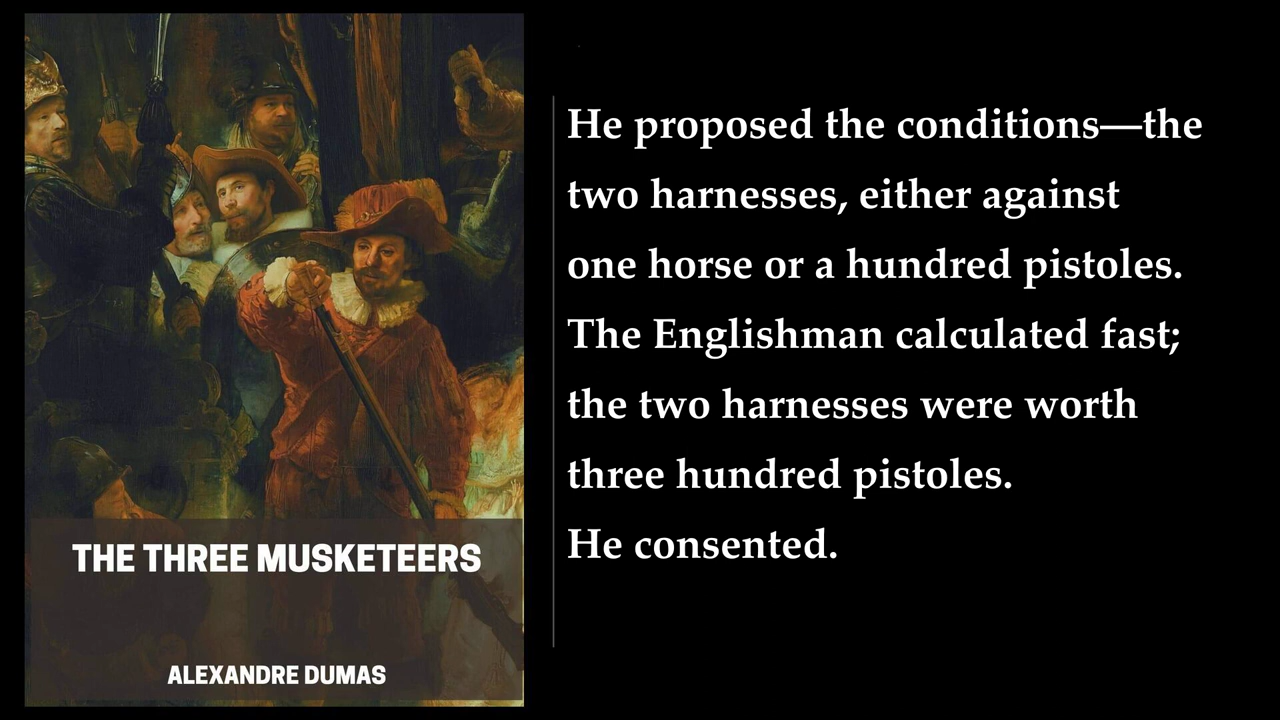 THE THREE MUSKETEERS
ALEXANDRE DUMAS
He proposed the conditions—the
two harnesses, either against
one horse or a hundred pistoles.
The Englishman calculated fast;
the two harnesses were worth
three hundred pistoles.
He consented.